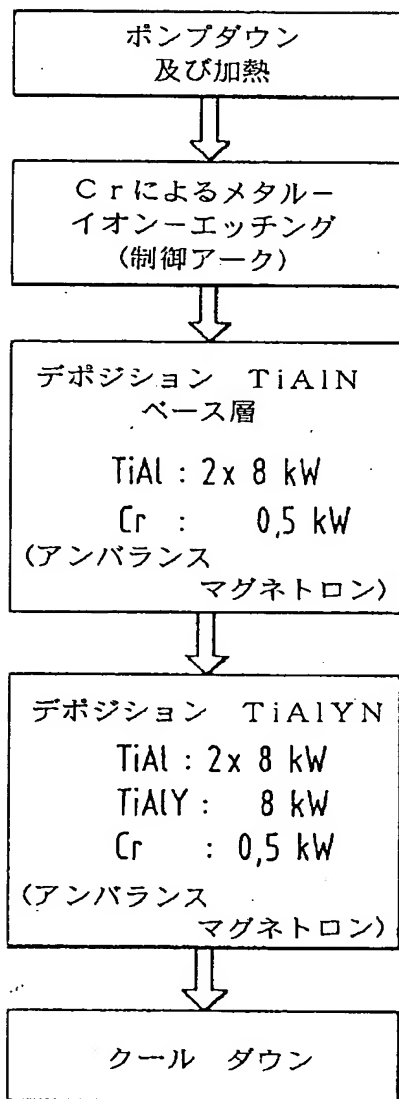 ポンプダウン
及び加熱
Crによるメタルー
イオンーエッチング
(制御アーク)
デポジション TiAlN
ベース層
TiAl : 2x 8 kW
Cr : 0,5 kW
(アンバランス
マグネトロン)
デポジション TiAlYN
TiAl : 2x 8 kW
TiAlY : 8 kW
Cr : 0,5 kW
(アンバランス
マグネトロン)
クール ダウン